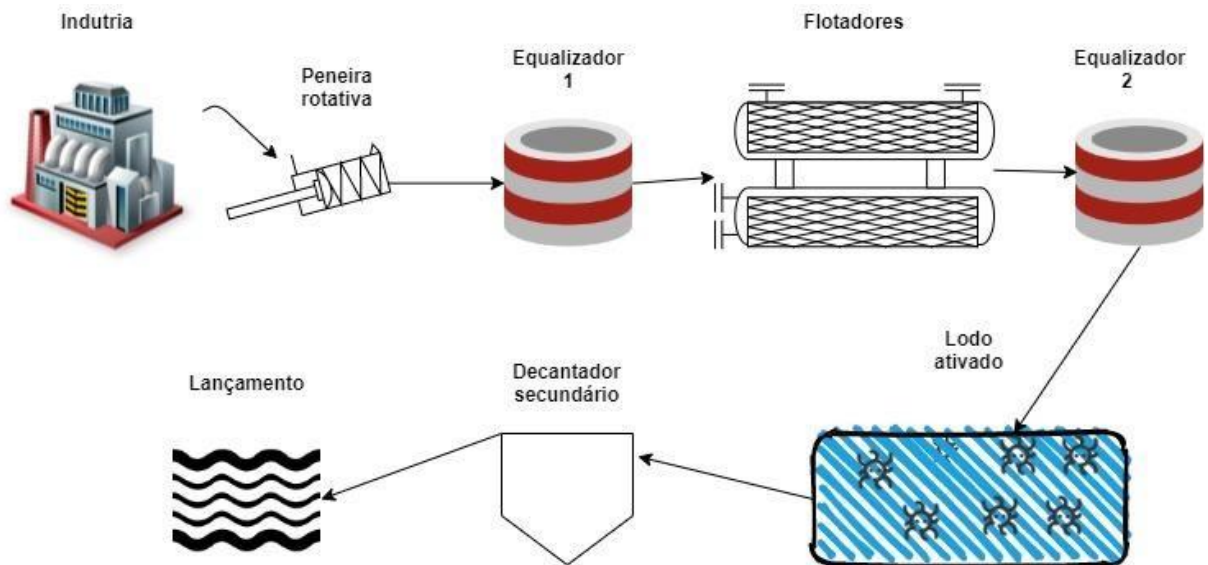 Indutria
Peneira
rotativa
Equalizador
1
Flotadores
Equalizador
2
Lodo
ativado
Decantador
secundário
Lançamento